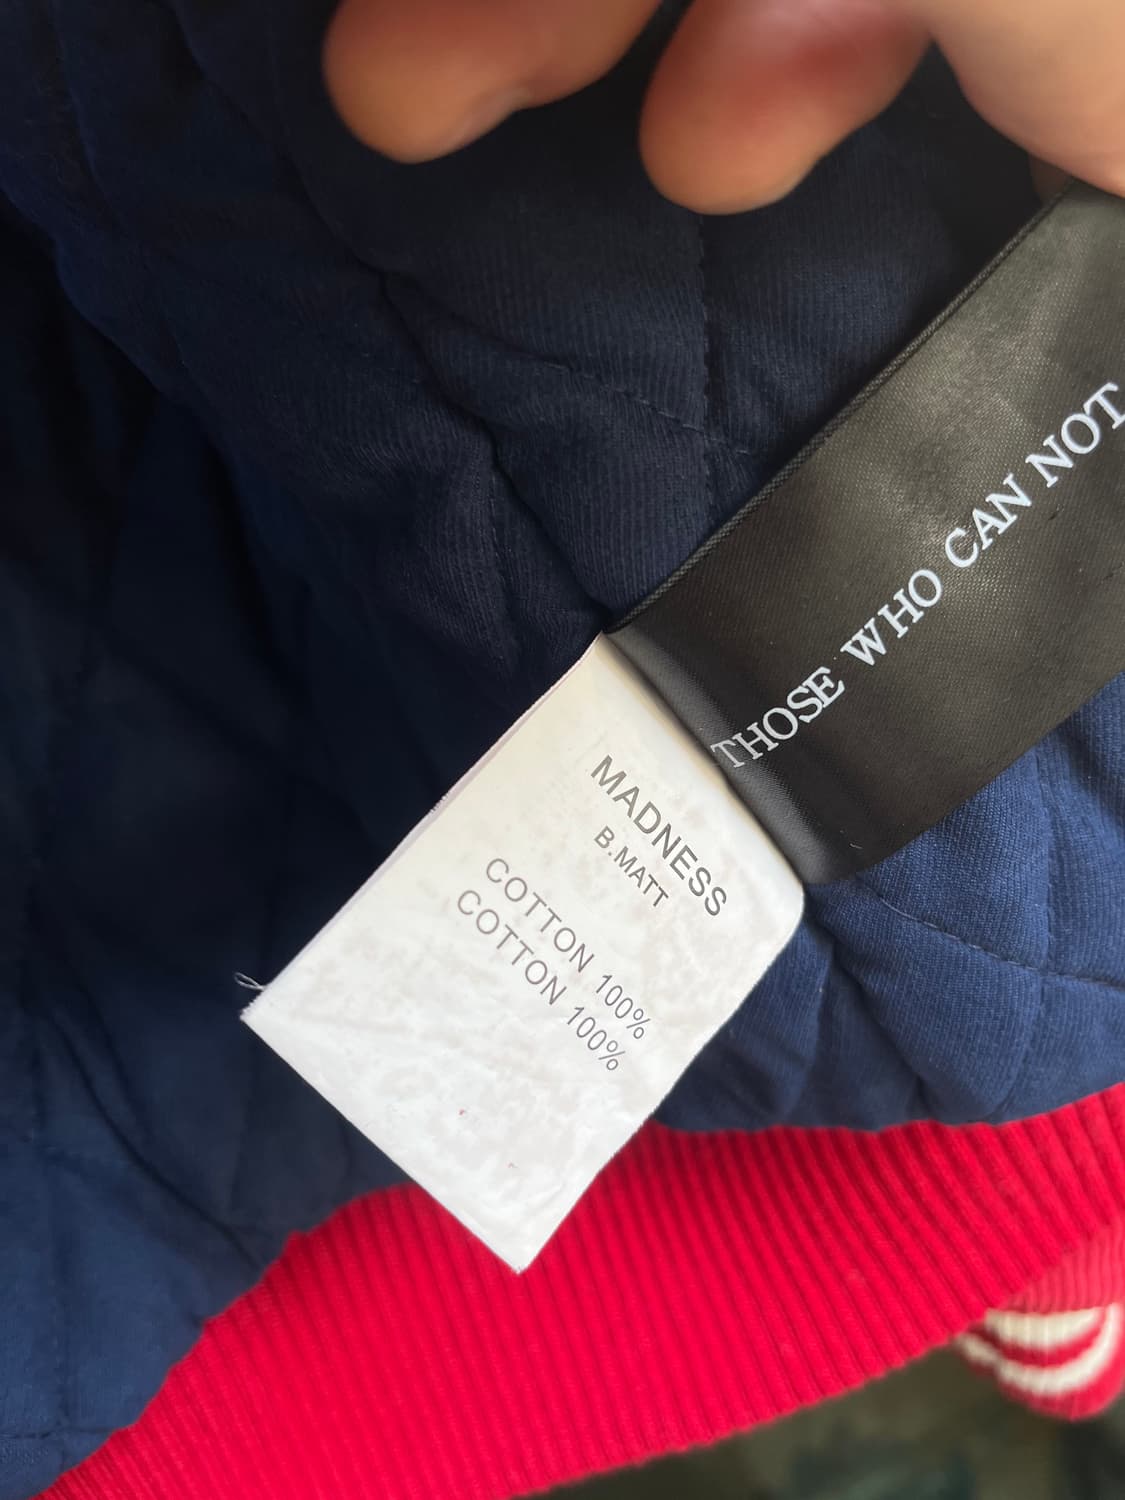 THOSE WHO CAN NOT
MADNESS
B.MATT
COTTON 100%
COTTON 100%